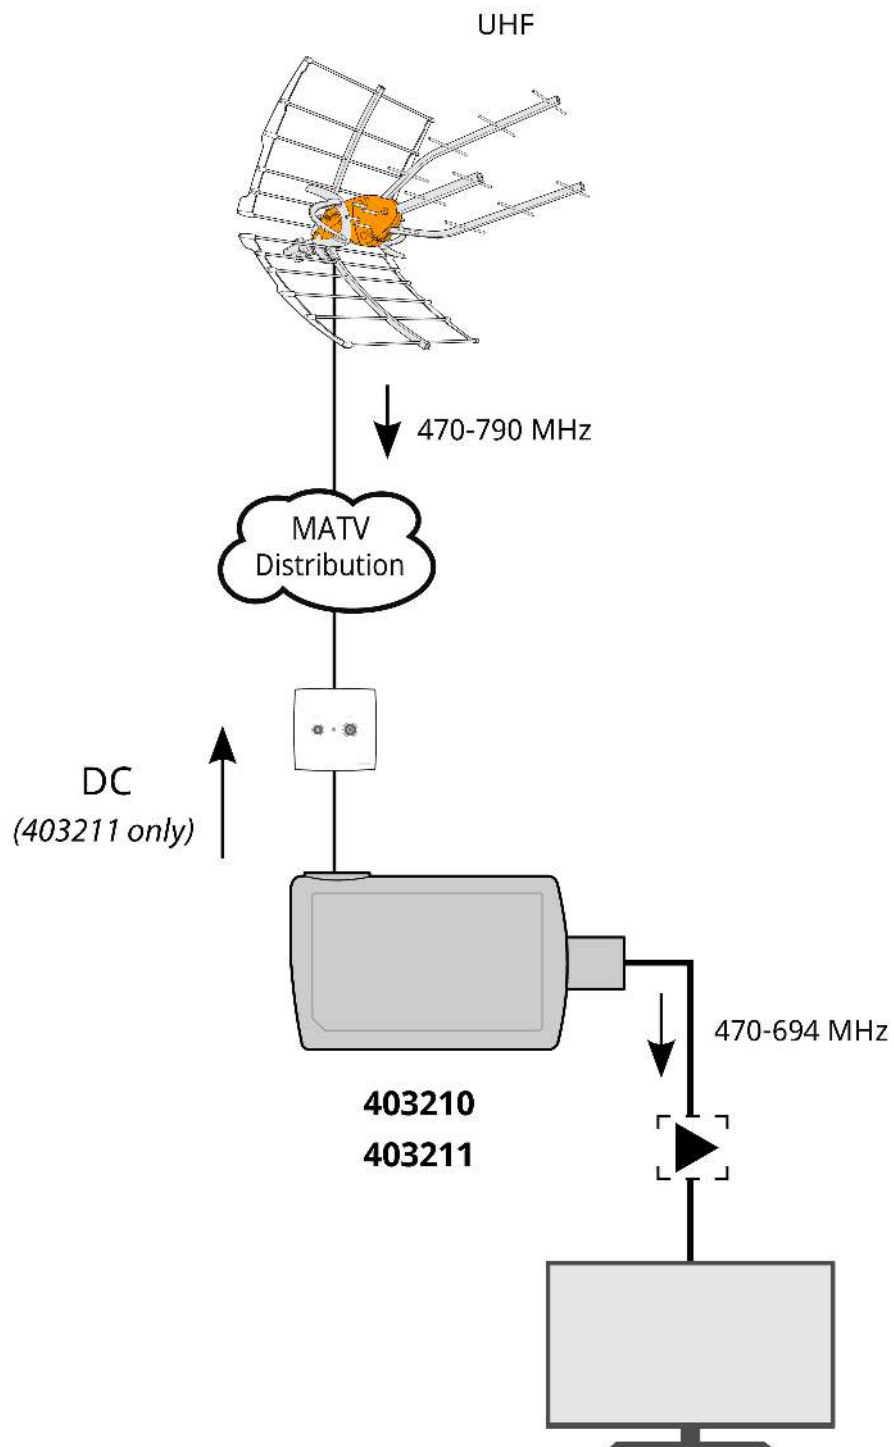 UHF
470-790 MHz
MATV
Distribution
DC
(403211 only)
470-694 MHz
403210
403211